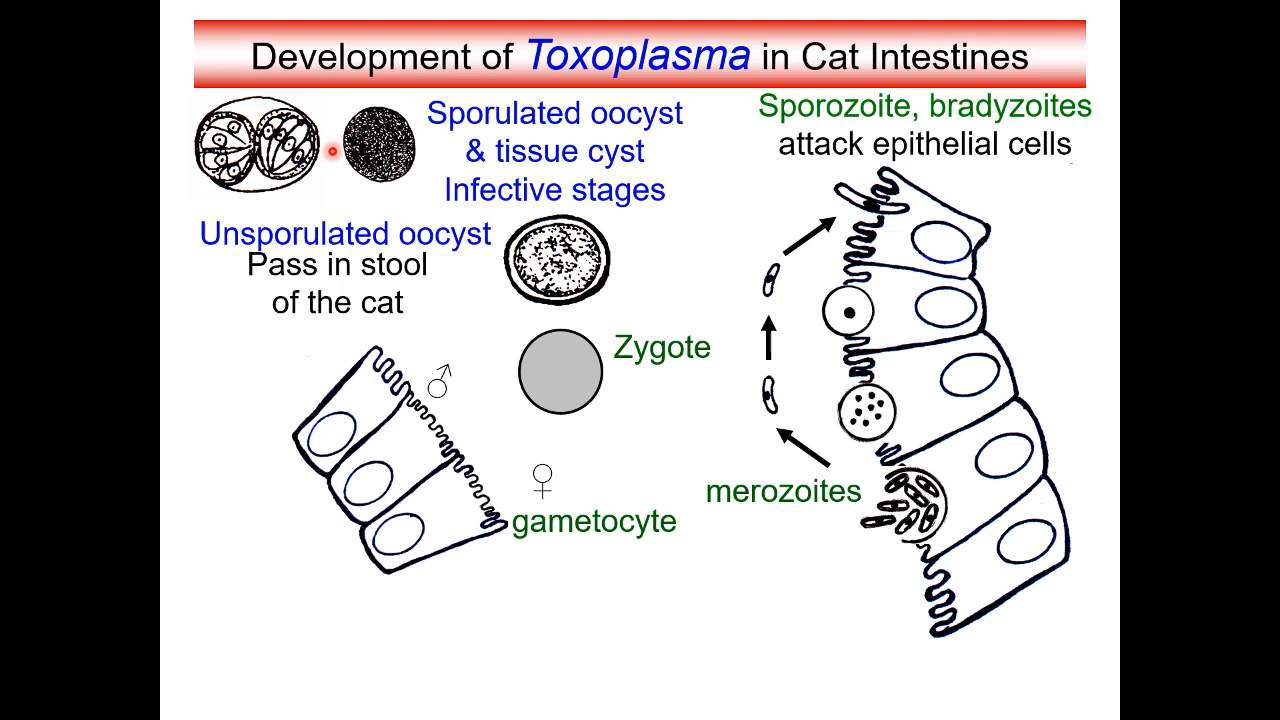 Development of Toxoplasma in Cat Intestines
Sporulated oocyst
& tissue cyst
Infective stages
Sporozoite, bradyzoites
attack epithelial cells
Unsporulated oocyst
Pass in stool
of the cat
Zygote
♂
♀
gametocyte
merozoites